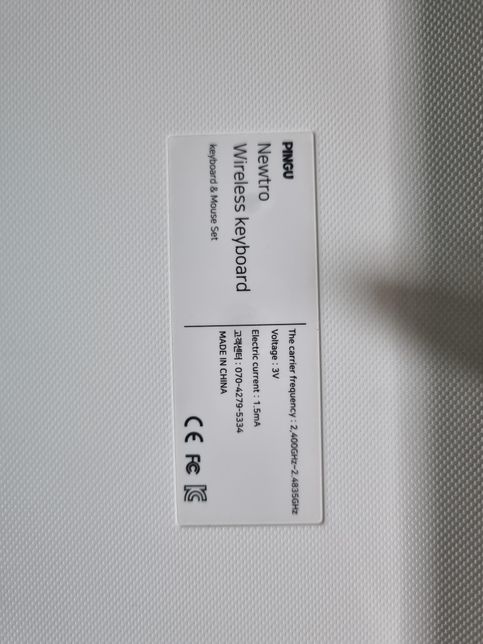 PINGU
Newtro
Wireless keyboard
keyboard & Mouse Set
The carrier frequency : 2,400GHz~2.4835GHz
Voltage : 3V
Electric current : 1.5mA
고객센터 : 070-4279-5334
MADE IN CHINA
CE FC